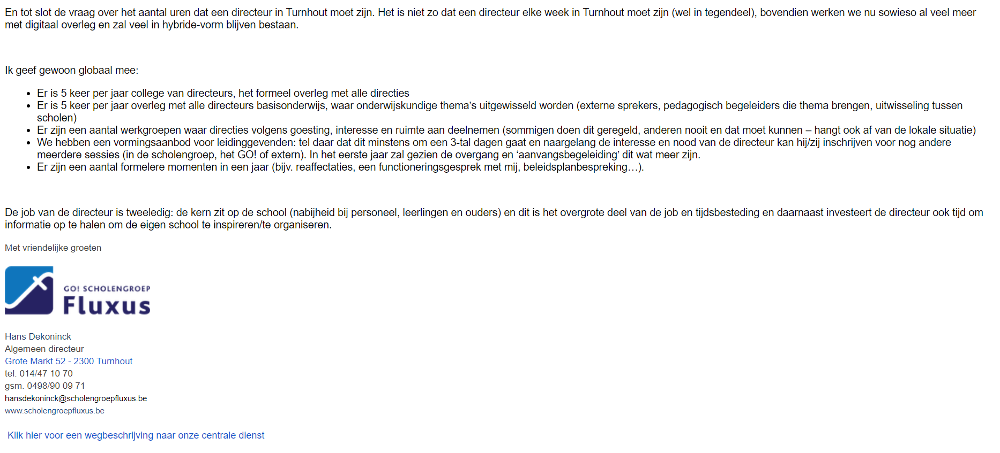 En tot slot de vraag over het aantal uren dat een directeur in Turnhout moet zijn. Het is niet zo dat een directeur elke week in Turnhout moet zijn (wel in tegendeel), bovendien werken we nu sowieso al veel meer
met digitaal overleg en zal veel in hybride-vorm blijven bestaan.
Ik geef gewoon globaal mee:
• Er is 5 keer per jaar college van directeurs, het formeel overleg met alle directies
• Er is 5 keer per jaar overleg met alle directeurs basisonderwijs, waar onderwijskundige thema’s uitgewisseld worden (externe sprekers, pedagogisch begeleiders die thema brengen, uitwisseling tussen
scholen)
• Er zijn een aantal werkgroepen waar directies volgens goesting, interesse en ruimte aan deelnemen (sommigen doen dit geregeld, anderen nooit en dat moet kunnen – hangt ook af van de lokale situatie)
• We hebben een vormingsaanbod voor leidinggevenden: tel daar dat dit minstens om een 3-tal dagen gaat en naargelang de interesse en nood van de directeur kan hij/zij inschrijven voor nog andere
meerdere sessies (in de scholengroep, het GO! of extern). In het eerste jaar zal gezien de overgang en ‘aanvangsbegeleiding’ dit wat meer zijn.
• Er zijn een aantal formelere momenten in een jaar (bijv. reaffectaties, een functioneringsgesprek met mij, beleidsplanbespreking…).
De job van de directeur is tweeledig: de kern zit op de school (nabijheid bij personeel, leerlingen en ouders) en dit is het overgrote deel van de job en tijdsbesteding en daarnaast investeert de directeur ook tijd om
informatie op te halen om de eigen school te inspireren/te organiseren.
Met vriendelijke groeten
GO! SCHOLENGROEP
Fluxus
Hans Dekoninck
Algemeen directeur
Grote Markt 52 - 2300 Turnhout
tel. 014/47 10 70
gsm. 0498/90 09 71
hansdekoninck@scholengroepfluxus.be
www.scholengroepfluxus.be
Klik hier voor een wegbeschrijving naar onze centrale dienst